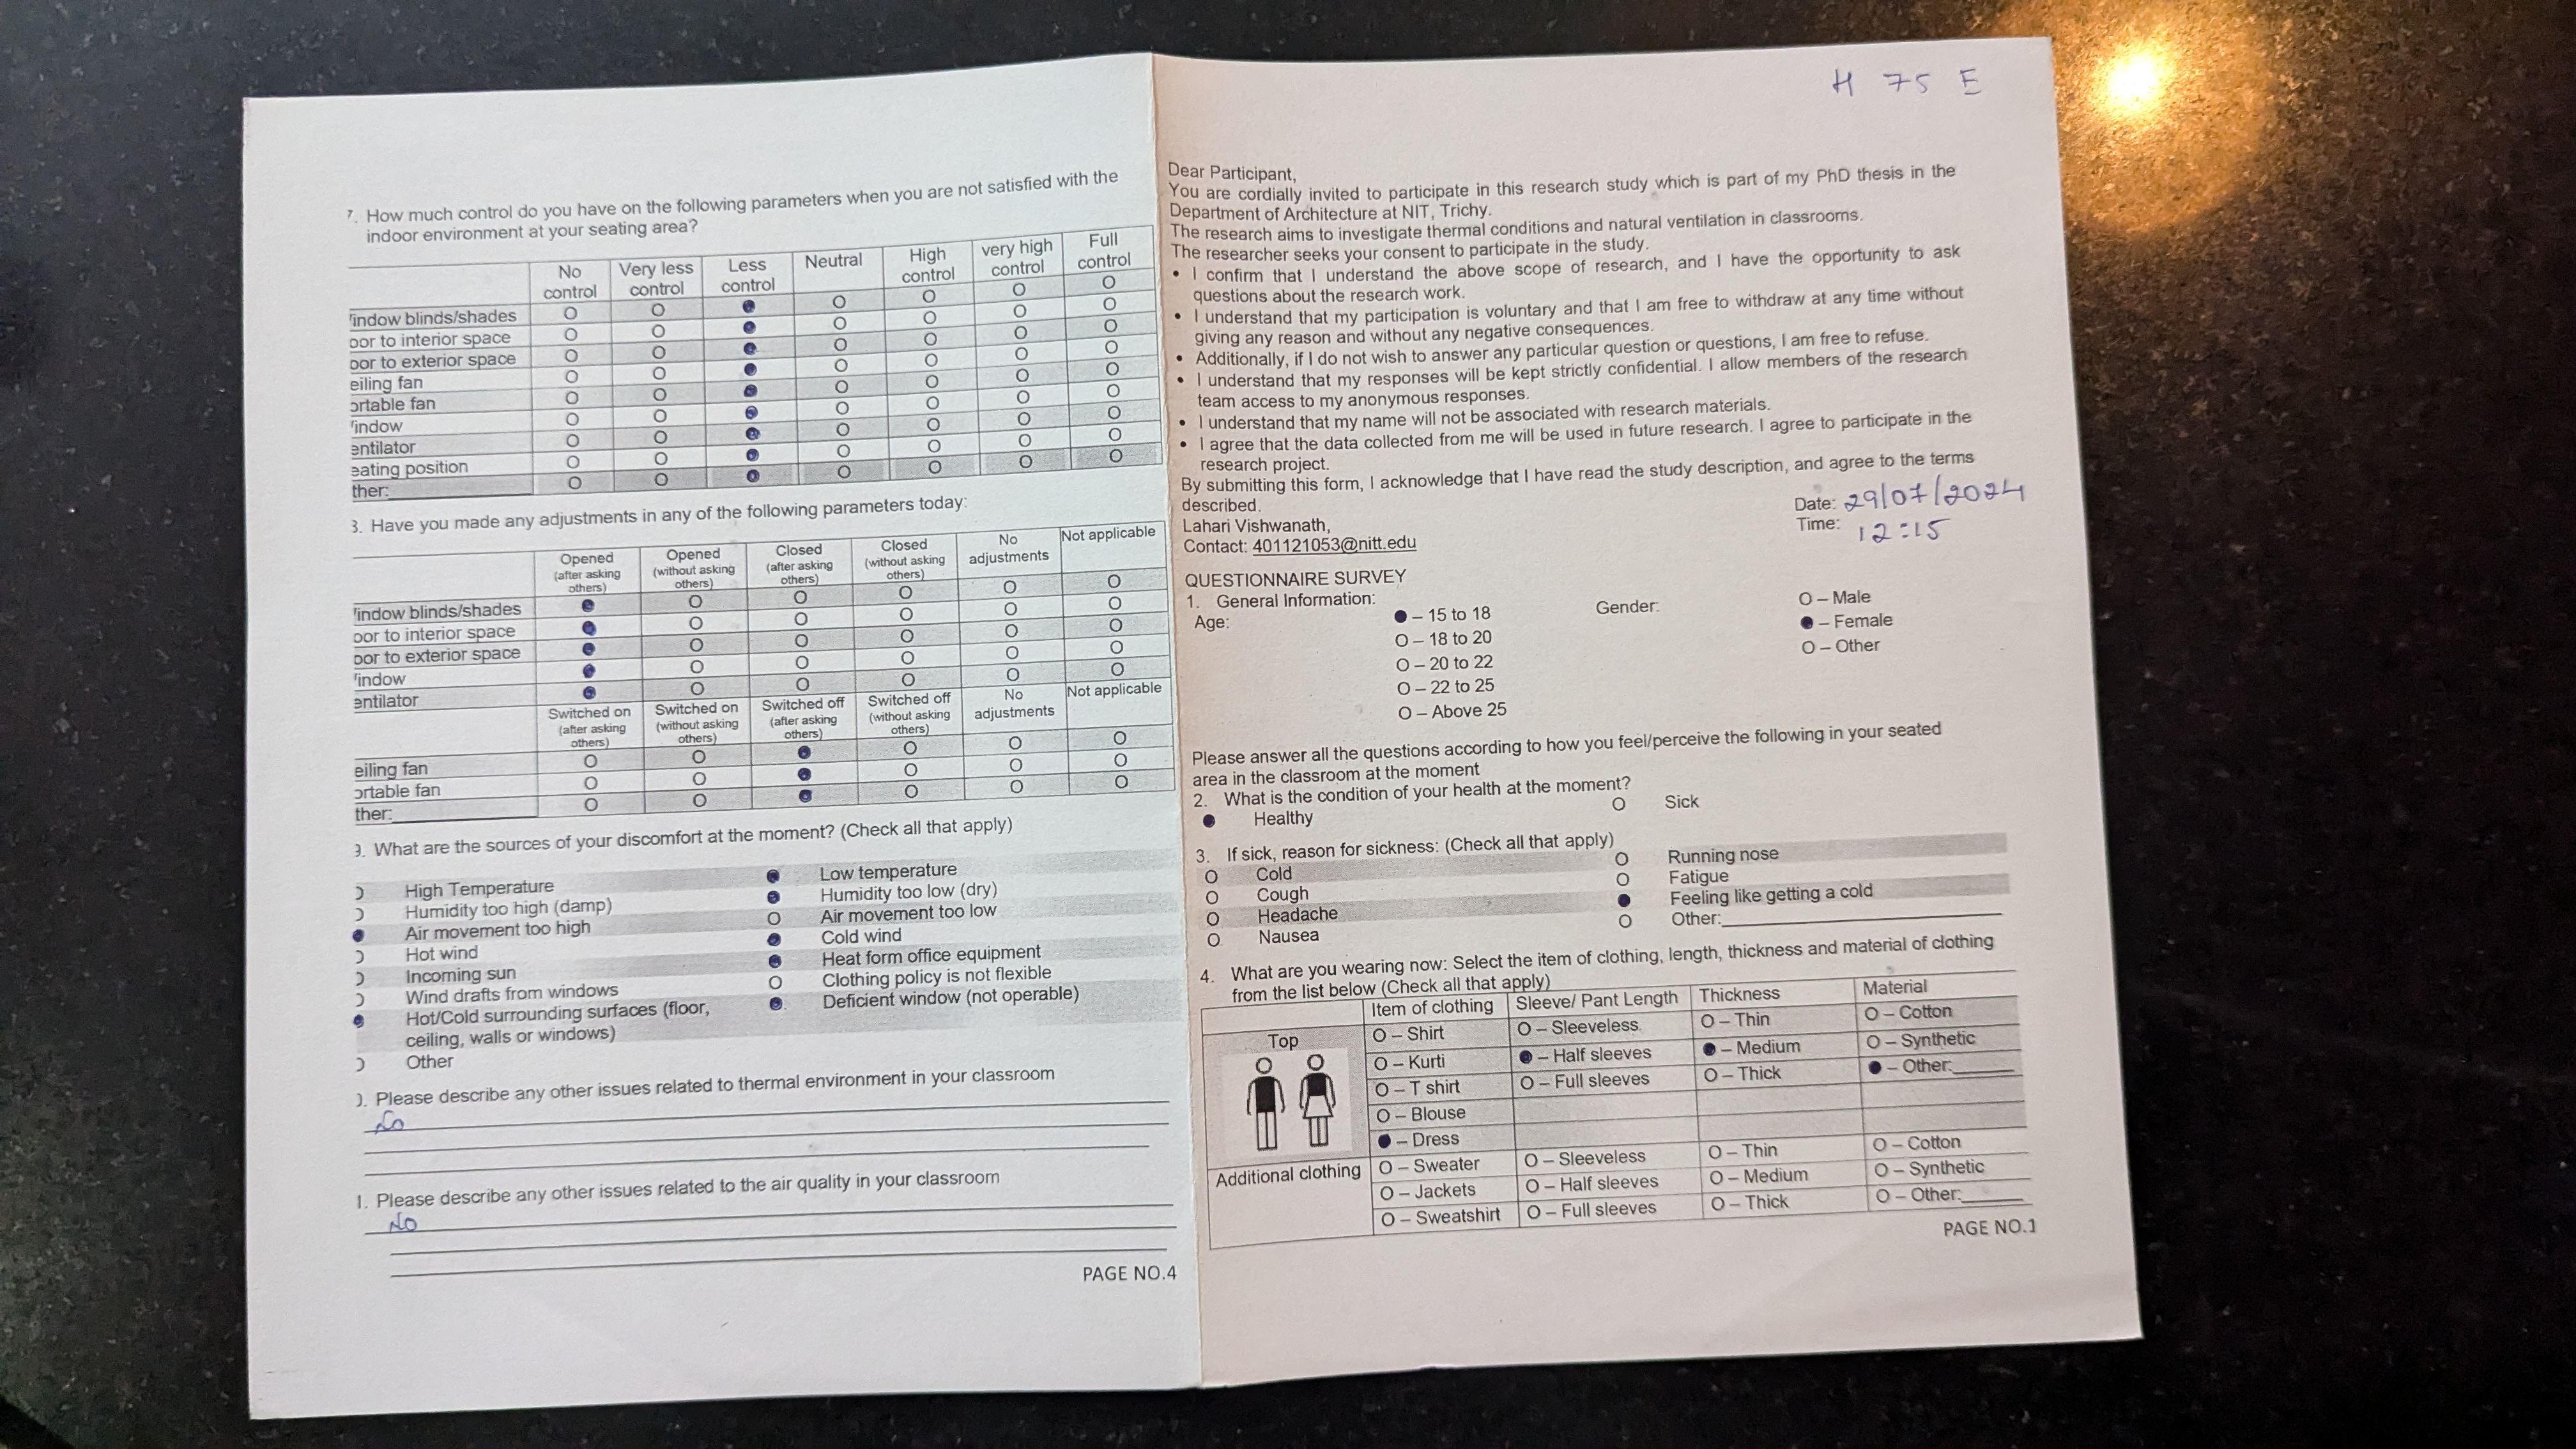 7. How much control do you have on the following parameters when you are not satisfied with the
indoor environment at your seating area?
No control Very less control Less control Neutral High control very high control Full control
indow blinds/shades O O ● O O O O
oor to interior space O O ● O O O O
oor to exterior space O O ● O O O O
eiling fan O O ● O O O O
ortable fan O O ● O O O O
indow O O ● O O O O
entilator O O ● O O O O
eating position O O ● O O O O
ther: O O ● O O O O
3. Have you made any adjustments in any of the following parameters today:
Opened (after asking others) Opened (without asking others) Closed (after asking others) Closed (without asking others) No adjustments Not applicable
indow blinds/shades ● O O O O O
oor to interior space ● O O O O O
oor to exterior space ● O O O O O
indow ● O O O O O
entilator ● O O O O O
Switched on (after asking others) Switched on (without asking others) Switched off (after asking others) Switched off (without asking others) No adjustments Not applicable
eiling fan O O ● O O O
ortable fan O O ● O O O
ther: O O ● O O O
9. What are the sources of your discomfort at the moment? (Check all that apply)
O High Temperature ● Low temperature
O Humidity too high (damp) ● Humidity too low (dry)
● Air movement too high O Air movement too low
O Hot wind ● Cold wind
O Incoming sun ● Heat form office equipment
O Wind drafts from windows O Clothing policy is not flexible
● Hot/Cold surrounding surfaces (floor, ● Deficient window (not operable)
ceiling, walls or windows)
O Other
). Please describe any other issues related to thermal environment in your classroom
No
1. Please describe any other issues related to the air quality in your classroom
No
PAGE NO.4
H 75 E
Dear Participant,
You are cordially invited to participate in this research study which is part of my PhD thesis in the
Department of Architecture at NIT, Trichy.
The research aims to investigate thermal conditions and natural ventilation in classrooms.
The researcher seeks your consent to participate in the study.
• I confirm that I understand the above scope of research, and I have the opportunity to ask
questions about the research work.
• I understand that my participation is voluntary and that I am free to withdraw at any time without
giving any reason and without any negative consequences.
• Additionally, if I do not wish to answer any particular question or questions, I am free to refuse.
• I understand that my responses will be kept strictly confidential. I allow members of the research
team access to my anonymous responses.
• I understand that my name will not be associated with research materials.
• I agree that the data collected from me will be used in future research. I agree to participate in the
research project.
By submitting this form, I acknowledge that I have read the study description, and agree to the terms
described.
Date: 29/07/2024
Lahari Vishwanath,
Time: 12:15
Contact: 401121053@nitt.edu
QUESTIONNAIRE SURVEY
1. General Information:
Age: ● – 15 to 18 Gender: O – Male
O – 18 to 20 ● – Female
O – 20 to 22 O – Other
O – 22 to 25
O – Above 25
Please answer all the questions according to how you feel/perceive the following in your seated
area in the classroom at the moment
2. What is the condition of your health at the moment?
● Healthy O Sick
3. If sick, reason for sickness: (Check all that apply)
O Cold O Running nose
O Cough O Fatigue
O Headache ● Feeling like getting a cold
O Nausea O Other:
4. What are you wearing now: Select the item of clothing, length, thickness and material of clothing
from the list below (Check all that apply)
Item of clothing Sleeve/ Pant Length Thickness Material
Top O – Shirt O – Sleeveless O – Thin O – Cotton
O – Kurti ● – Half sleeves ● – Medium O – Synthetic
O – T shirt O – Full sleeves O – Thick ● – Other:
O – Blouse
● – Dress
Additional clothing O – Sweater O – Sleeveless O – Thin O – Cotton
O – Jackets O – Half sleeves O – Medium O – Synthetic
O – Sweatshirt O – Full sleeves O – Thick O – Other:
PAGE NO.1